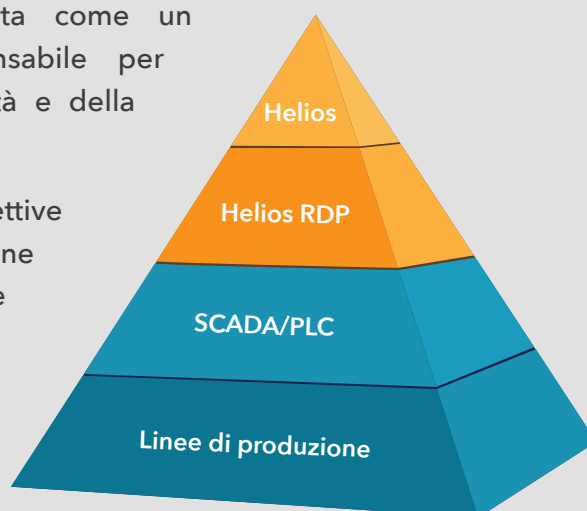 ta come un
nsabile per
tà e della
ettive
ne
e
Helios
Helios RDP
SCADA/PLC
Linee di produzione